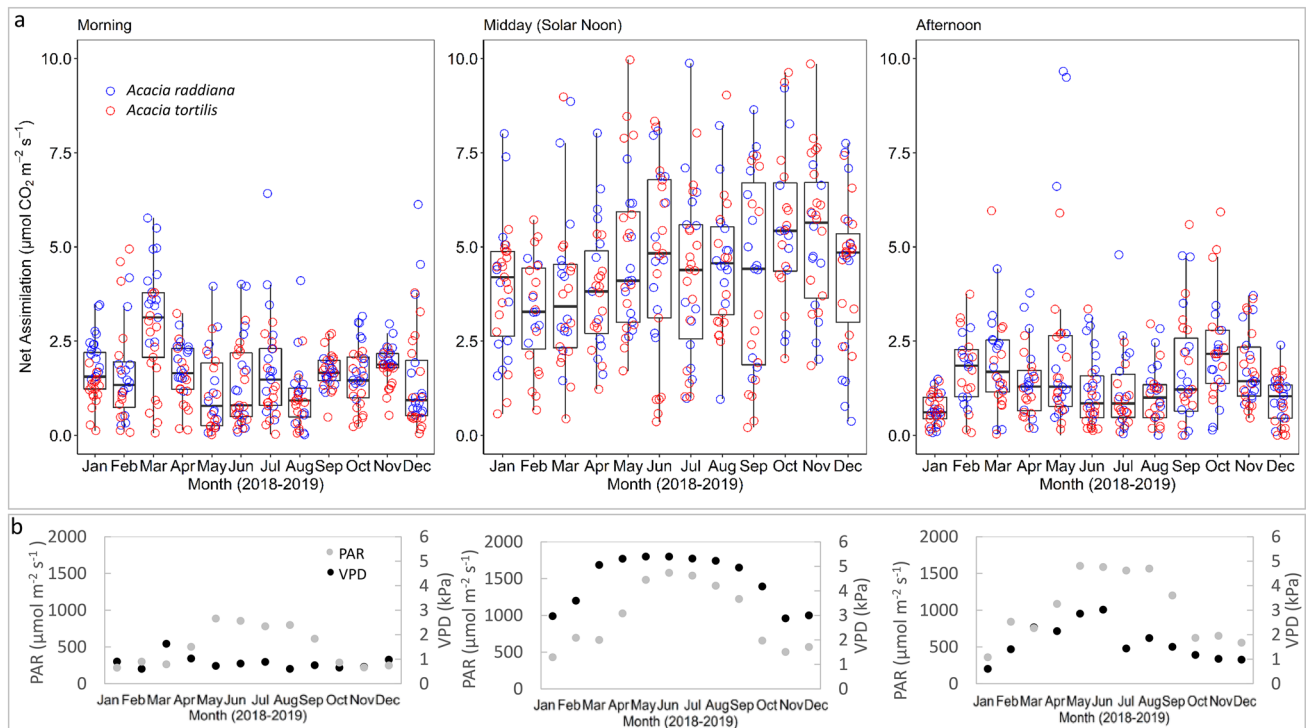 a
Morning
Midday (Solar Noon)
Afternoon
Net Assimilation (µmol CO₂ m⁻² s⁻¹)
10.0
7.5
5.0
2.5
0.0
Acacia raddiana
Acacia tortilis
Jan Feb Mar Apr May Jun Jul Aug Sep Oct Nov Dec
Month (2018-2019)
10.0
7.5
5.0
2.5
0.0
Jan Feb Mar Apr May Jun Jul Aug Sep Oct Nov Dec
Month (2018-2019)
10.0
7.5
5.0
2.5
0.0
Jan Feb Mar Apr May Jun Jul Aug Sep Oct Nov Dec
Month (2018-2019)
b
PAR (µmol m⁻² s⁻¹)
2000
1500
1000
500
0
PAR
VPD
6
5
4
3
2
1
0
VPD (kPa)
Jan Feb Mar Apr May Jun Jul Aug Sep Oct Nov Dec
Month (2018-2019)
PAR (µmol m⁻² s⁻¹)
2000
1500
1000
500
0
6
5
4
3
2
1
0
VPD (kPa)
Jan Feb Mar Apr May Jun Jul Aug Sep Oct Nov Dec
Month (2018-2019)
PAR (µmol m⁻² s⁻¹)
2000
1500
1000
500
0
6
5
4
3
2
1
0
VPD (kPa)
Jan Feb Mar Apr May Jun Jul Aug Sep Oct Nov Dec
Month (2018-2019)